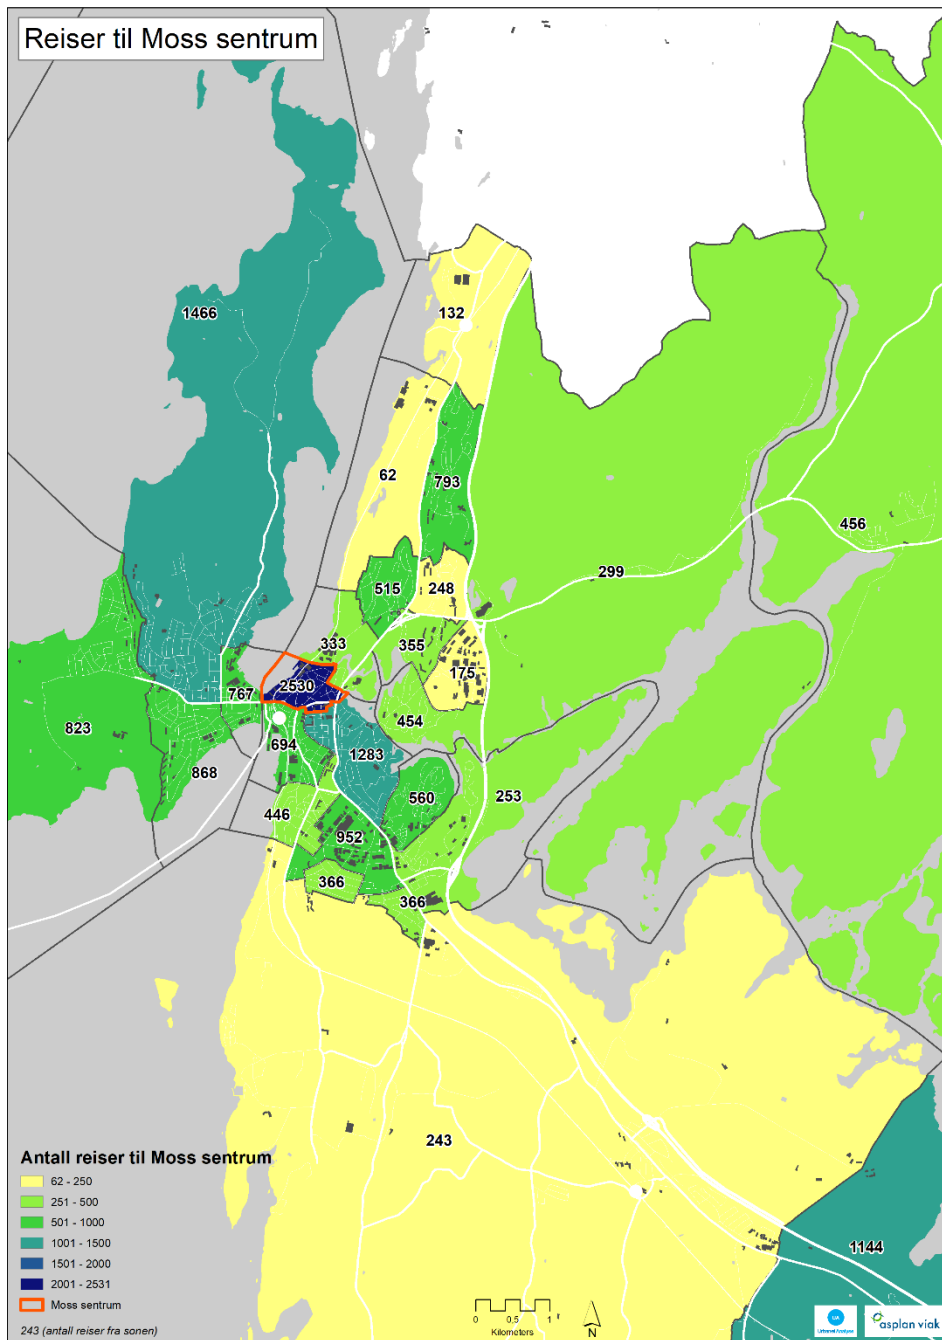 Reiser til Moss sentrum
1466
132
62
793
456
299
515
248
333
355
175
767
2530
823
454
694
1283
868
560
253
446
952
366
366
243
1144
Antall reiser til Moss sentrum
62 - 250
251 - 500
501 - 1000
1001 - 1500
1501 - 2000
2001 - 2531
Moss sentrum
243 (antall reiser fra sonen)
0 0,5 1
Kilometers
N
UA
Urbanet Analyse
asplan viak